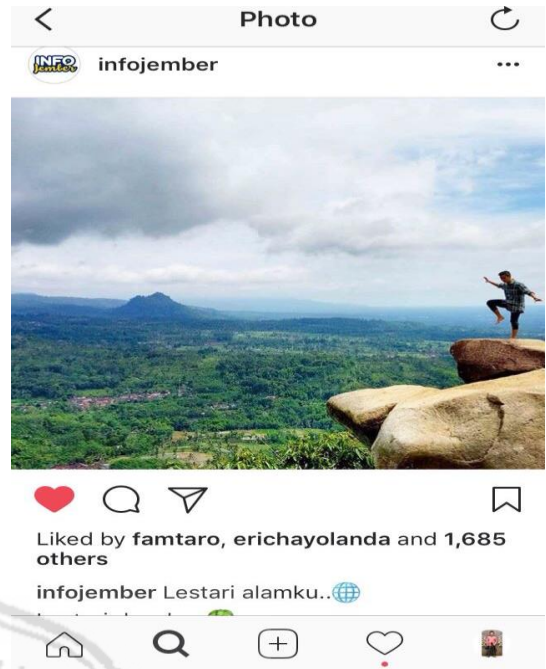 Photo
INFO
Jember
infojember
Liked by famtaro, erichayolanda and 1,685
others
infojember Lestari alamku..🌐